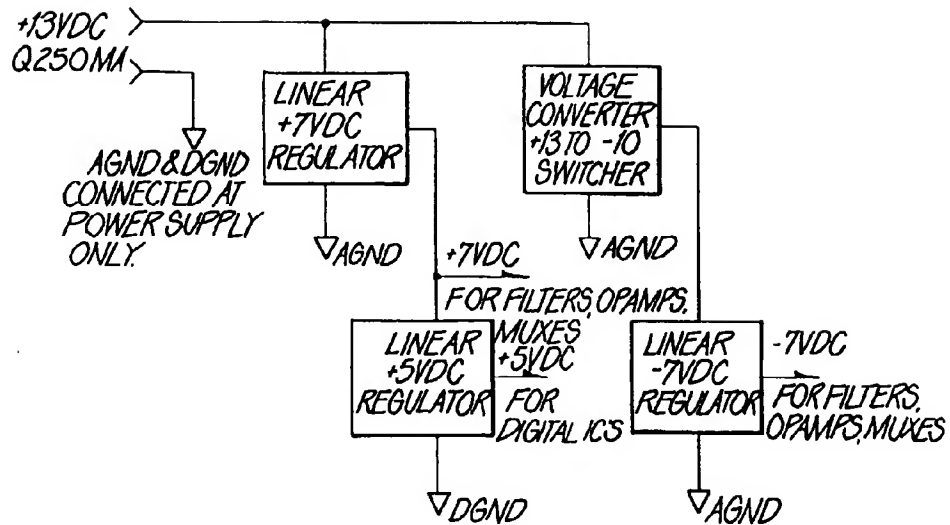 +13VDC
Q250MA
AGND & DGND
CONNECTED AT
POWER SUPPLY
ONLY.
LINEAR
+7VDC
REGULATOR
AGND
VOLTAGE
CONVERTER
+13 TO -10
SWITCHER
AGND
+7VDC
FOR FILTERS, OPAMPS,
MUXES
LINEAR
+5VDC
REGULATOR
+5VDC
FOR
DIGITAL IC'S
DGND
LINEAR
-7VDC
REGULATOR
-7VDC
FOR FILTERS,
OPAMPS, MUXES
AGND